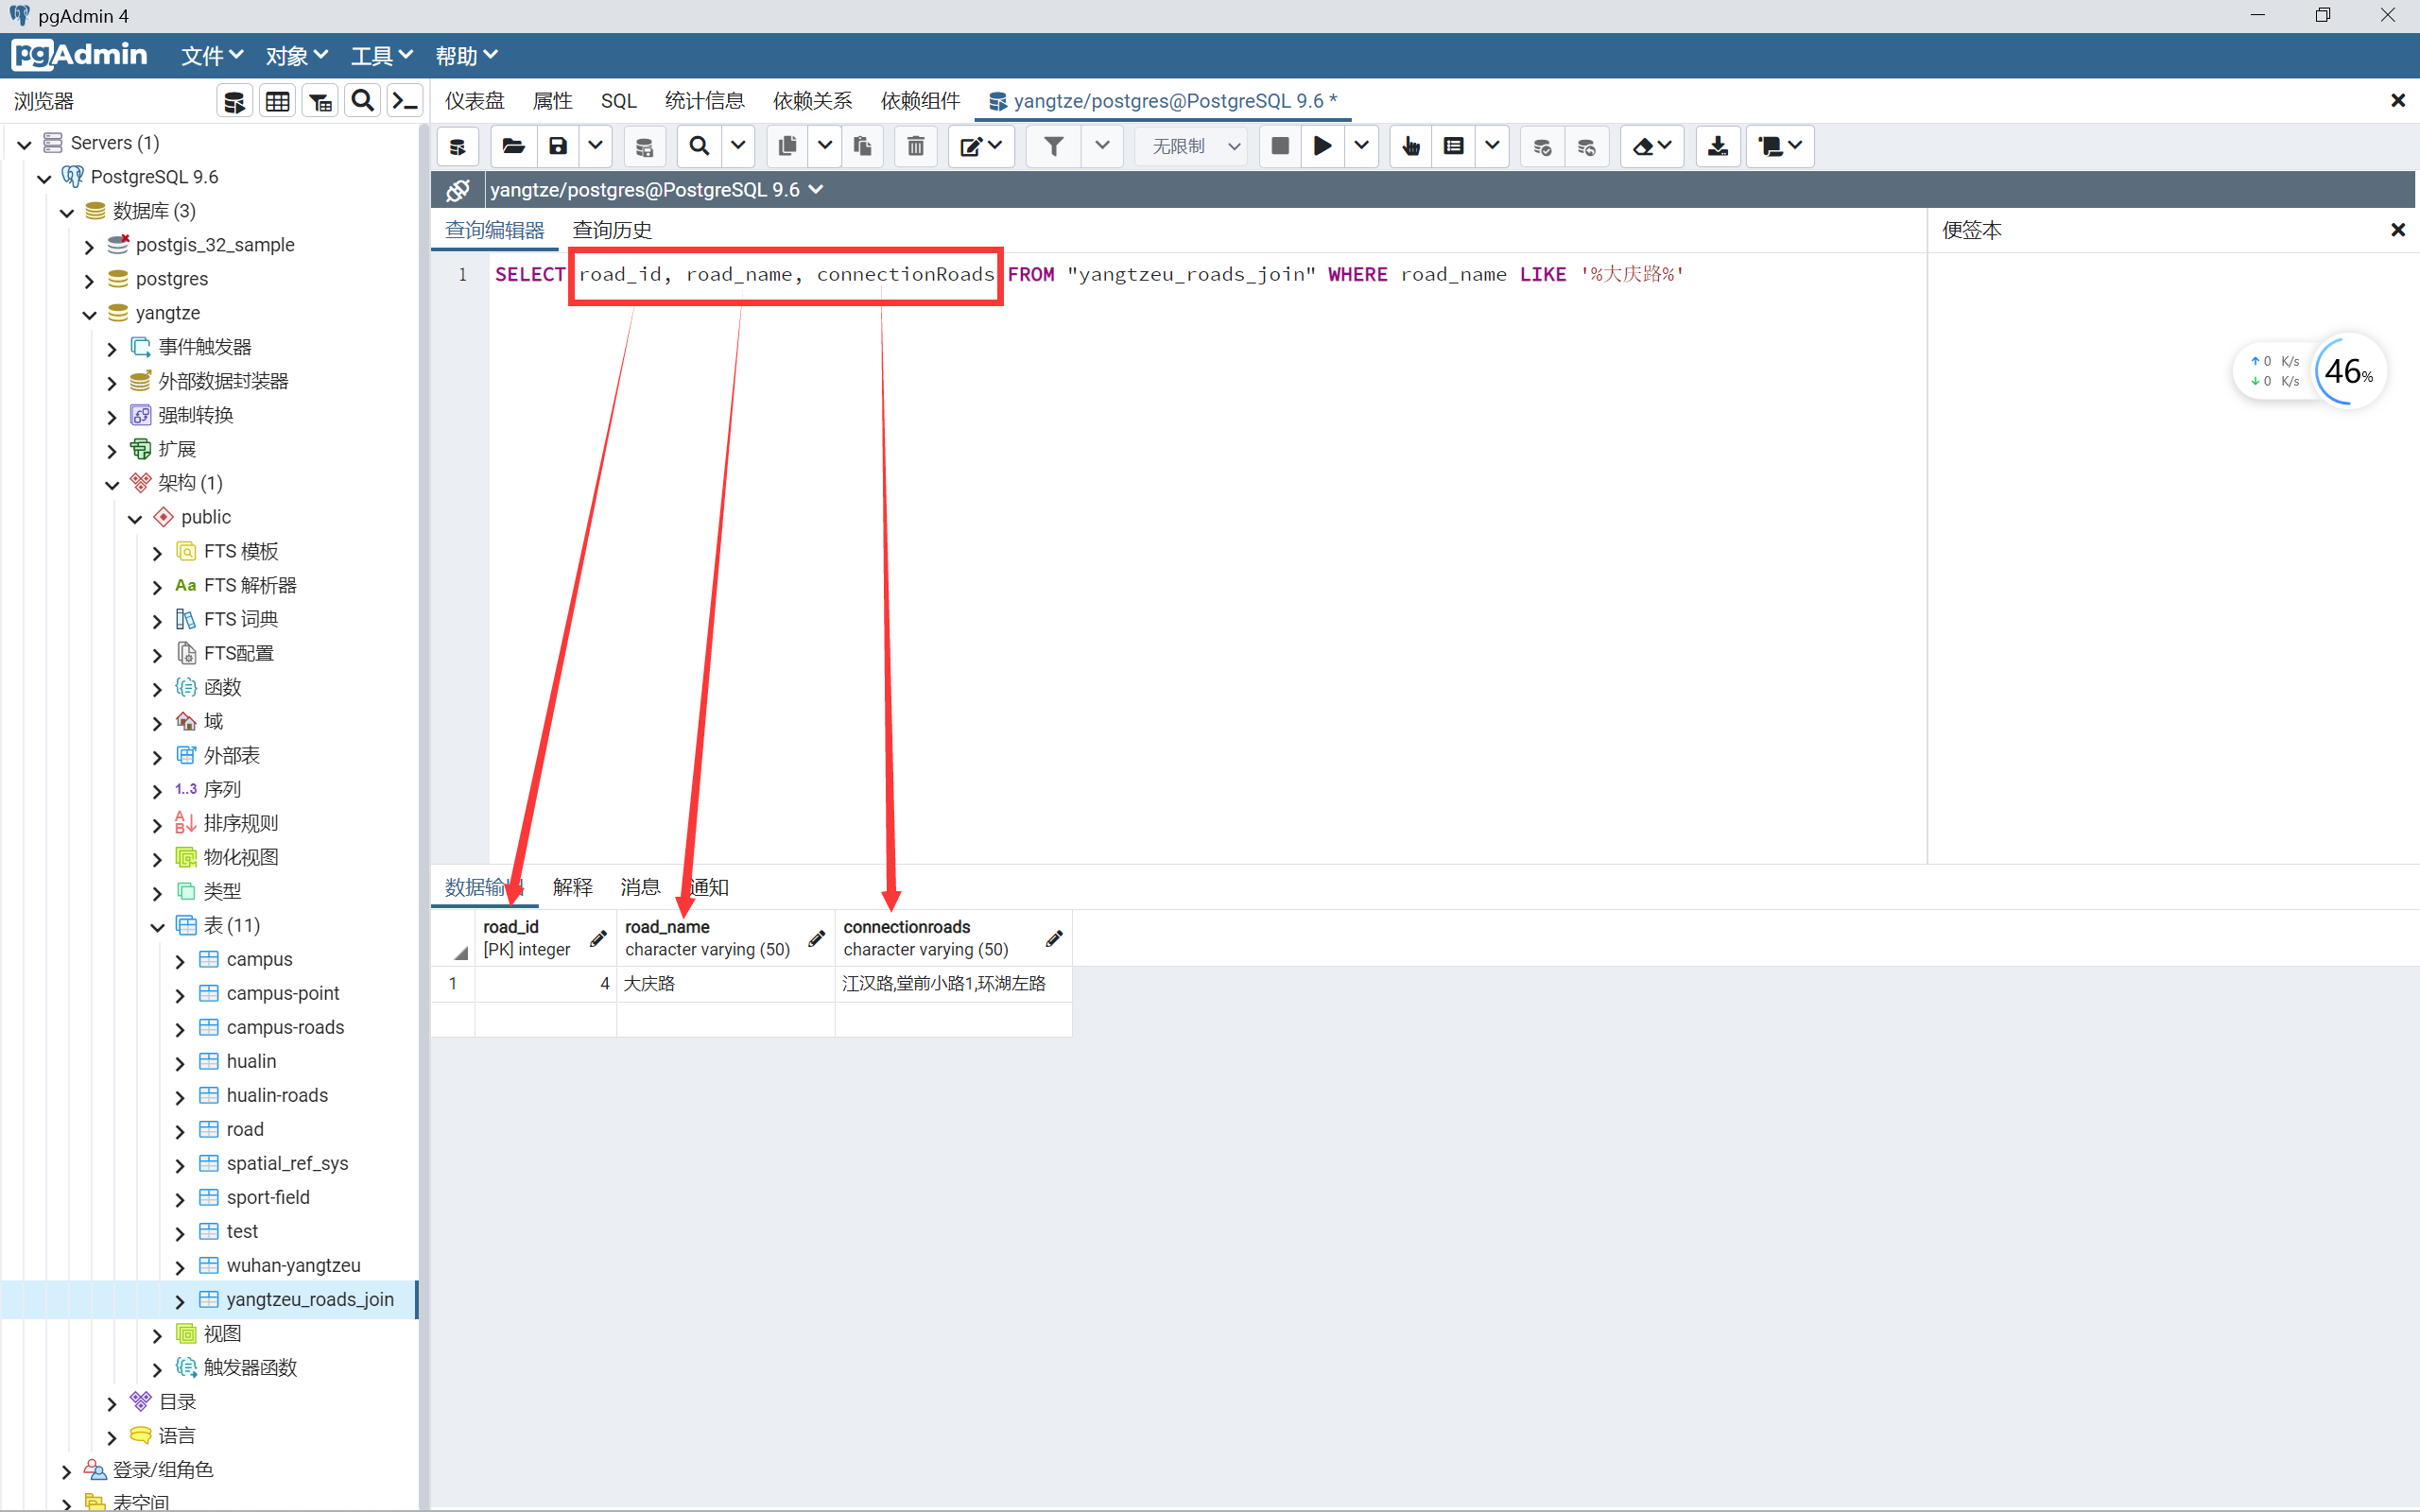 pgAdmin 4
pgAdmin 文件 对象 工具 帮助
浏览器
仪表盘 属性 SQL 统计信息 依赖关系 依赖组件 yangtze/postgres@PostgreSQL 9.6 *
无限制
yangtze/postgres@PostgreSQL 9.6
查询编辑器 查询历史
便签本
1 SELECT road_id, road_name, connectionRoads FROM "yangtzeu_roads_join" WHERE road_name LIKE '%大庆路%'
0 K/s
0 K/s
46%
Servers (1)
PostgreSQL 9.6
数据库 (3)
postgis_32_sample
postgres
yangtze
事件触发器
外部数据封装器
强制转换
扩展
架构 (1)
public
FTS 模板
Aa FTS 解析器
FTS 词典
FTS配置
函数
域
外部表
1..3 序列
排序规则
物化视图
类型
表 (11)
campus
campus-point
campus-roads
hualin
hualin-roads
road
spatial_ref_sys
sport-field
test
wuhan-yangtzeu
yangtzeu_roads_join
视图
触发器函数
目录
语言
登录/组角色
表空间
数据输出 解释 消息 通知
road_id road_name connectionroads
[PK] integer character varying (50) character varying (50)
1 4 大庆路 江汉路,堂前小路1,环湖左路